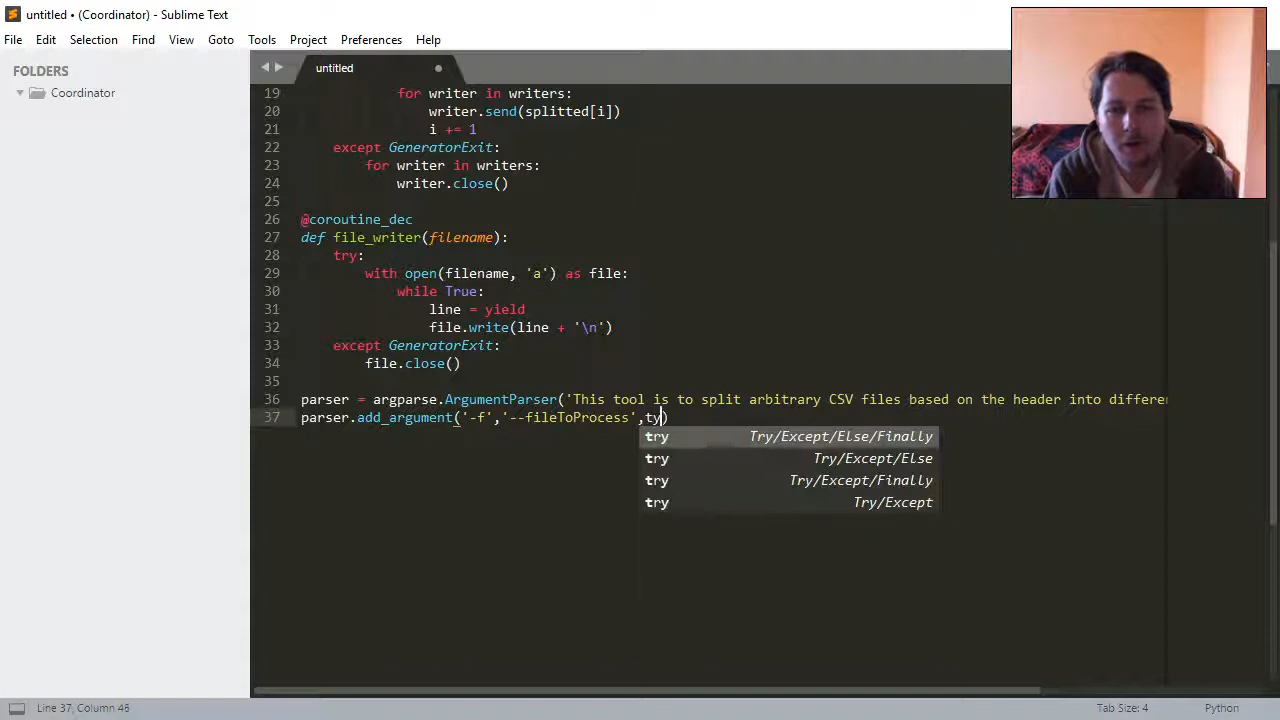 untitled • (Coordinator) - Sublime Text
File Edit Selection Find View Goto Tools Project Preferences Help
FOLDERS
Coordinator
untitled
19 for writer in writers:
20 writer.send(splitted[i])
21 i += 1
22 except GeneratorExit:
23 for writer in writers:
24 writer.close()
25
26 @coroutine_dec
27 def file_writer(filename):
28 try:
29 with open(filename, 'a') as file:
30 while True:
31 line = yield
32 file.write(line + '\n')
33 except GeneratorExit:
34 file.close()
35
36 parser = argparse.ArgumentParser('This tool is to split arbitrary CSV files based on the header into differen
37 parser.add_argument('-f','--fileToProcess',ty)
try Try/Except/Else/Finally
try Try/Except/Else
try Try/Except/Finally
try Try/Except
Line 37, Column 46
Tab Size: 4
Python